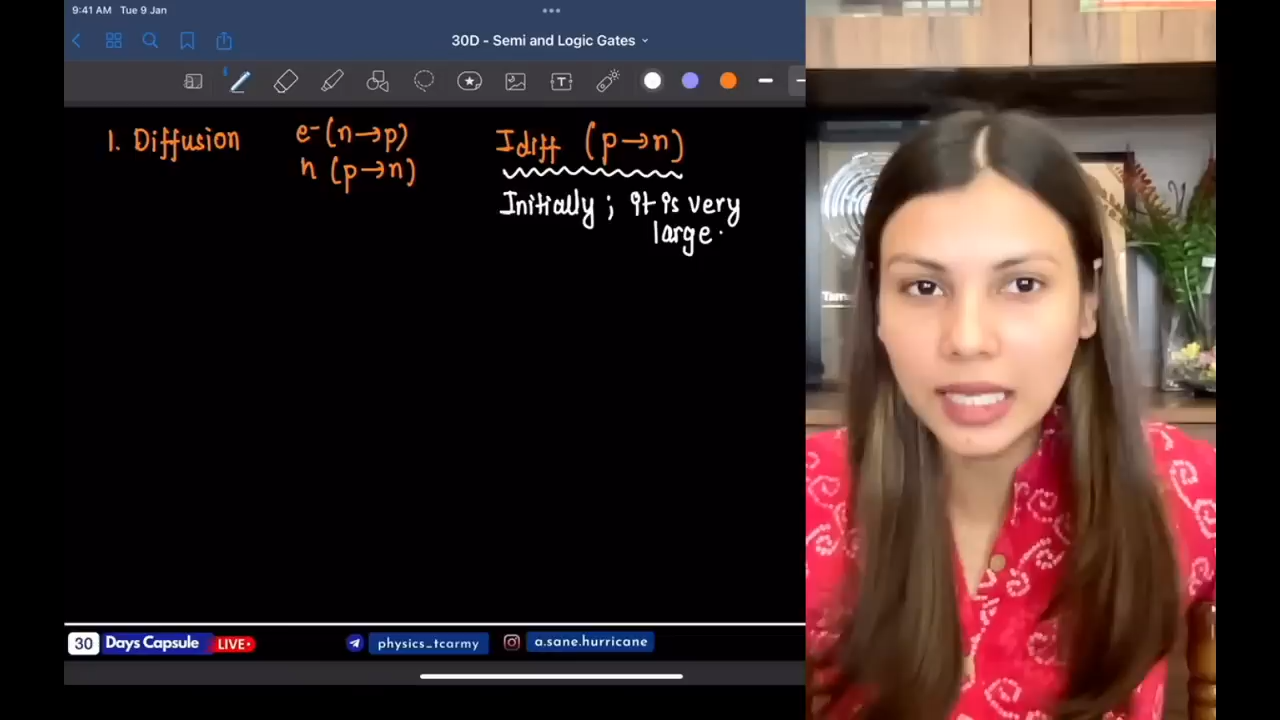 9:41 AM Tue 9 Jan
30D - Semi and Logic Gates
T
1. Diffusion
e- (n→p)
h (p→n)
Idiff (p→n)
Initially ; it is very
large.
30 Days Capsule LIVE
physics_tcarmy
a.sane.hurricane